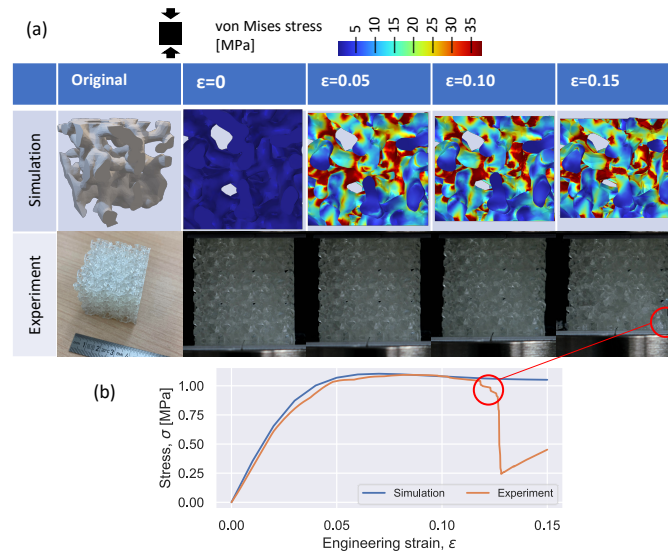 (a)
von Mises stress
[MPa]
5 10 15 20 25 30 35
Original ε=0 ε=0.05 ε=0.10 ε=0.15
Simulation
Experiment
(b)
Stress, σ [MPa]
1.00
0.75
0.50
0.25
0.00
Simulation Experiment
0.00 0.05 0.10 0.15
Engineering strain, ε